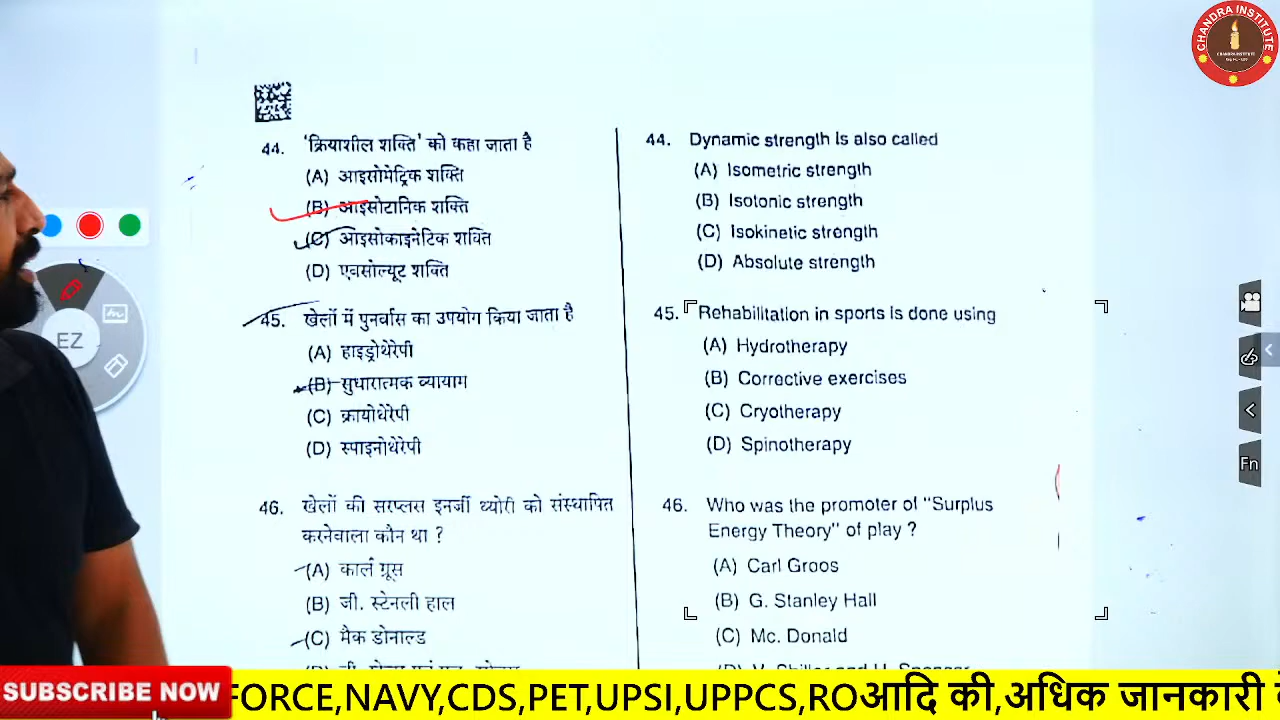 CHANDRA INSTITUTE
44. 'क्रियाशील शक्ति' को कहा जाता है
(A) आइसोमेट्रिक शक्ति
(B) आइसोटानिक शक्ति
(C) आइसोकाइनेटिक शक्ति
(D) एबसोल्यूट शक्ति
45. खेलों में पुनर्वास का उपयोग किया जाता है
(A) हाइड्रोथेरेपी
(B) सुधारात्मक व्यायाम
(C) क्रायोथेरेपी
(D) स्पाइनोथेरेपी
46. खेलों की सरप्लस इनर्जी थ्योरी को संस्थापित
करनेवाला कौन था ?
(A) कार्ल ग्रूस
(B) जी. स्टेनली हाल
(C) मैक डोनाल्ड
44. Dynamic strength is also called
(A) Isometric strength
(B) Isotonic strength
(C) Isokinetic strength
(D) Absolute strength
45. Rehabilitation in sports is done using
(A) Hydrotherapy
(B) Corrective exercises
(C) Cryotherapy
(D) Spinotherapy
46. Who was the promoter of "Surplus
Energy Theory" of play ?
(A) Carl Groos
(B) G. Stanley Hall
(C) Mc. Donald
EZ
Fn
SUBSCRIBE NOW
FORCE,NAVY,CDS,PET,UPSI,UPPCS,ROआदि की,अधिक जानकारी